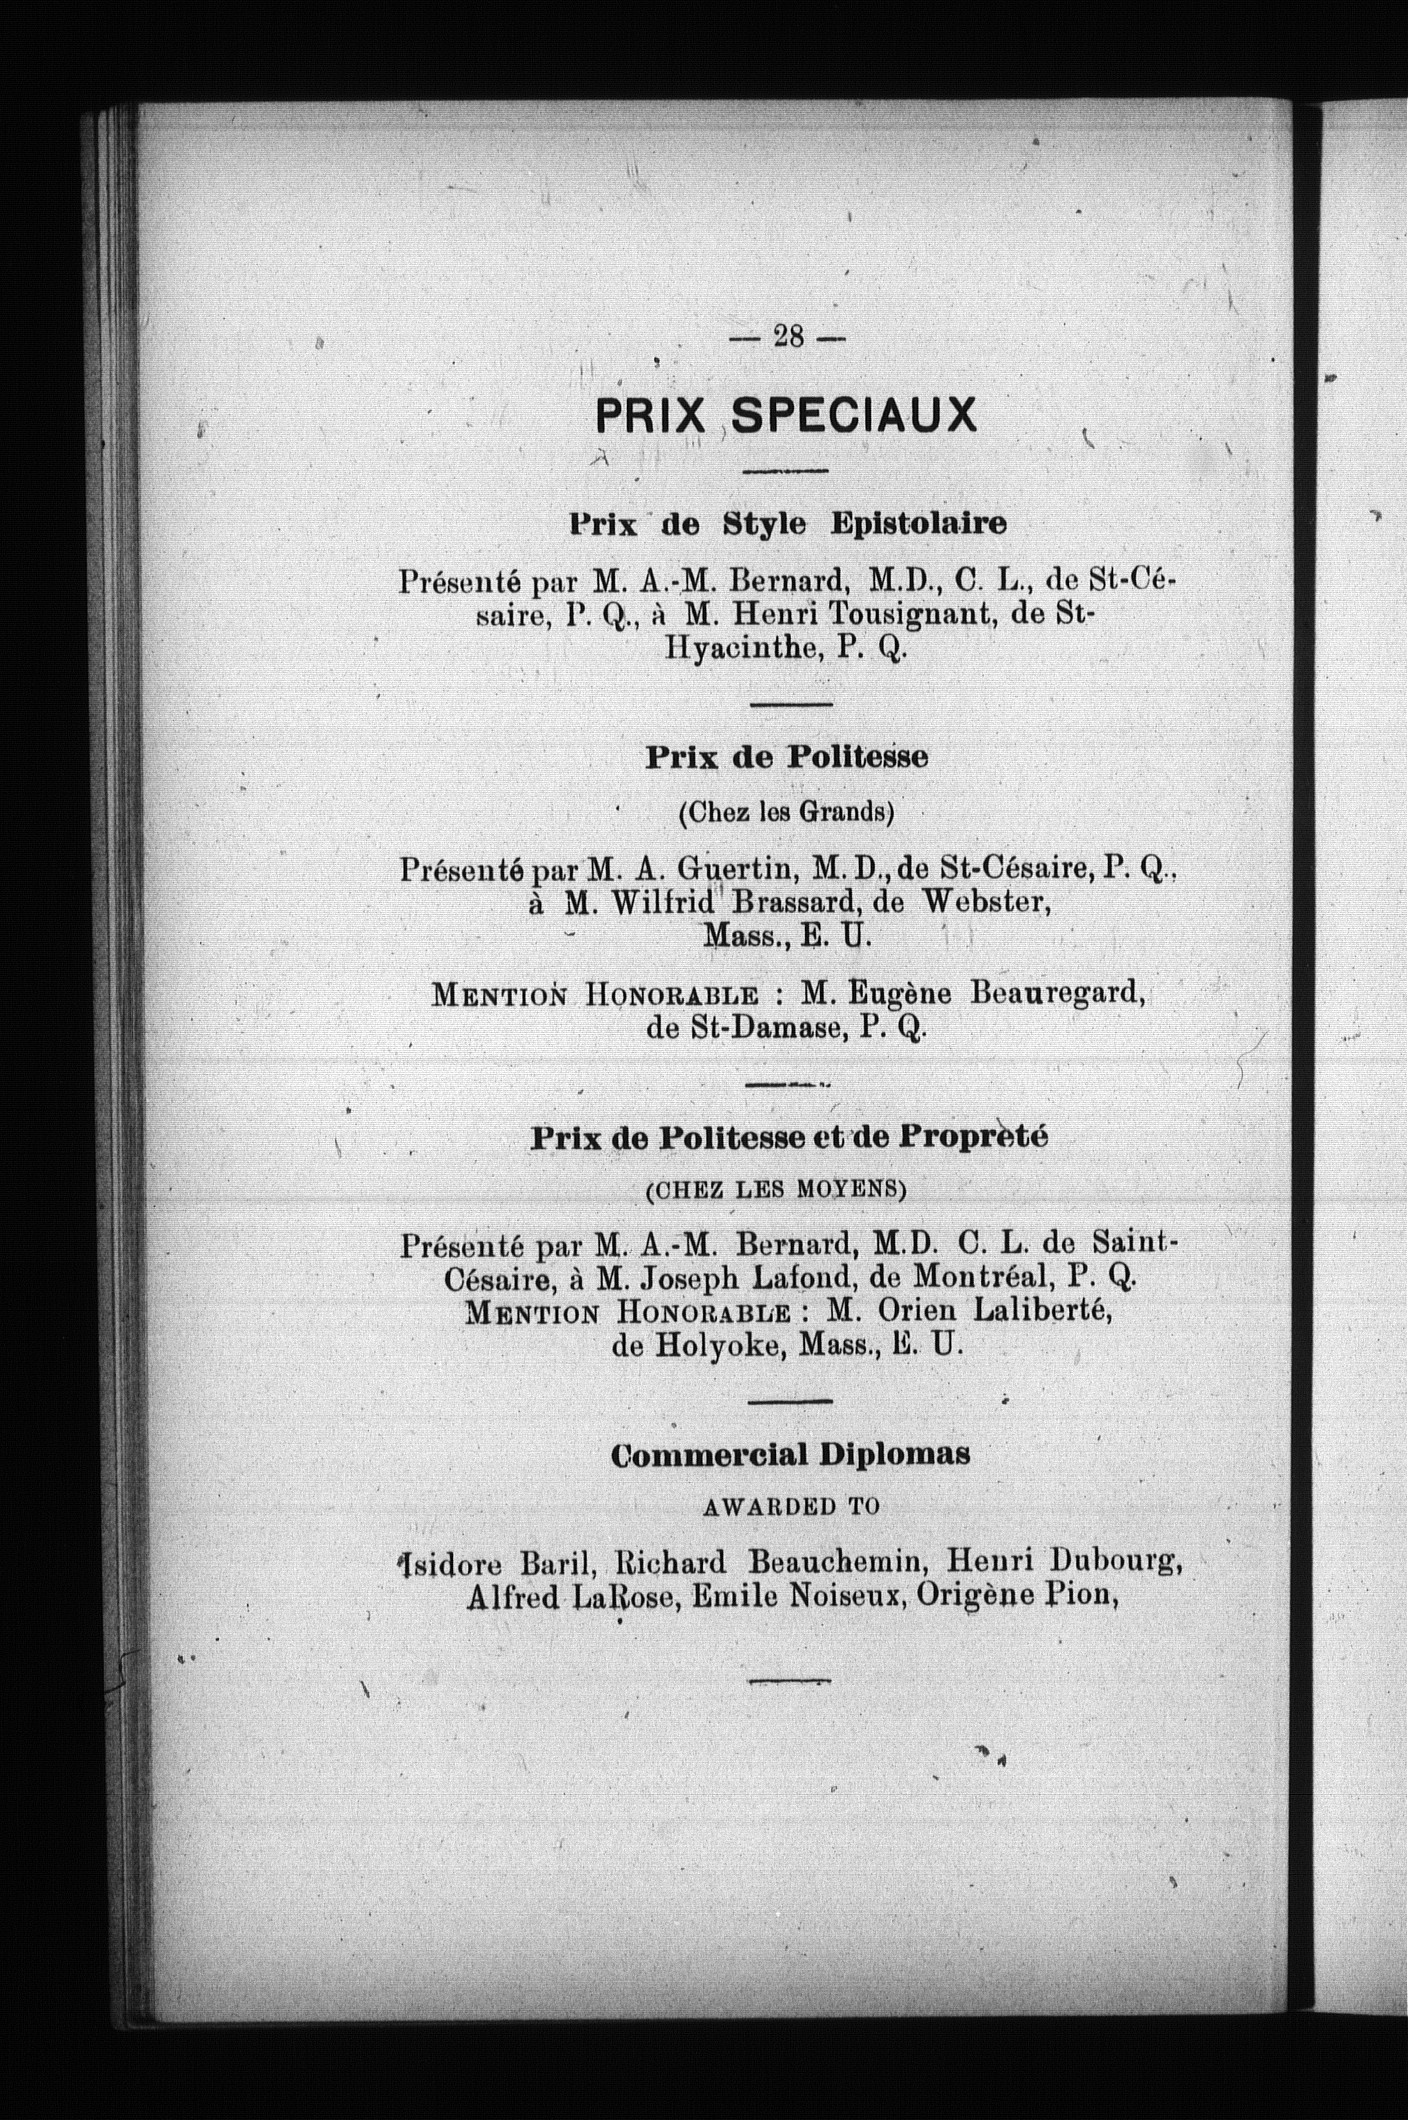 — 28 —
PRIX SPECIAUX
Prix de Style Epistolaire
Présenté par M. A.-M. Bernard, M.D., C. L., de St-Cé-
saire, P. Q., à M. Henri Tousignant, de St-
Hyacinthe, P. Q.
Prix de Politesse
(Chez les Grands)
Présenté par M. A. Guertin, M. D., de St-Césaire, P. Q.,
à M. Wilfrid Brassard, de Webster,
Mass., E. U.
MENTION HONORABLE : M. Eugène Beauregard,
de St-Damase, P. Q.
Prix de Politesse et de Propreté
(CHEZ LES MOYENS)
Présenté par M. A.-M. Bernard, M.D. C. L. de Saint-
Césaire, à M. Joseph Lafond, de Montréal, P. Q.
MENTION HONORABLE : M. Orien Laliberté,
de Holyoke, Mass., E. U.
Commercial Diplomas
AWARDED TO
Isidore Baril, Richard Beauchemin, Henri Dubourg,
Alfred LaRose, Emile Noiseux, Origène Pion,